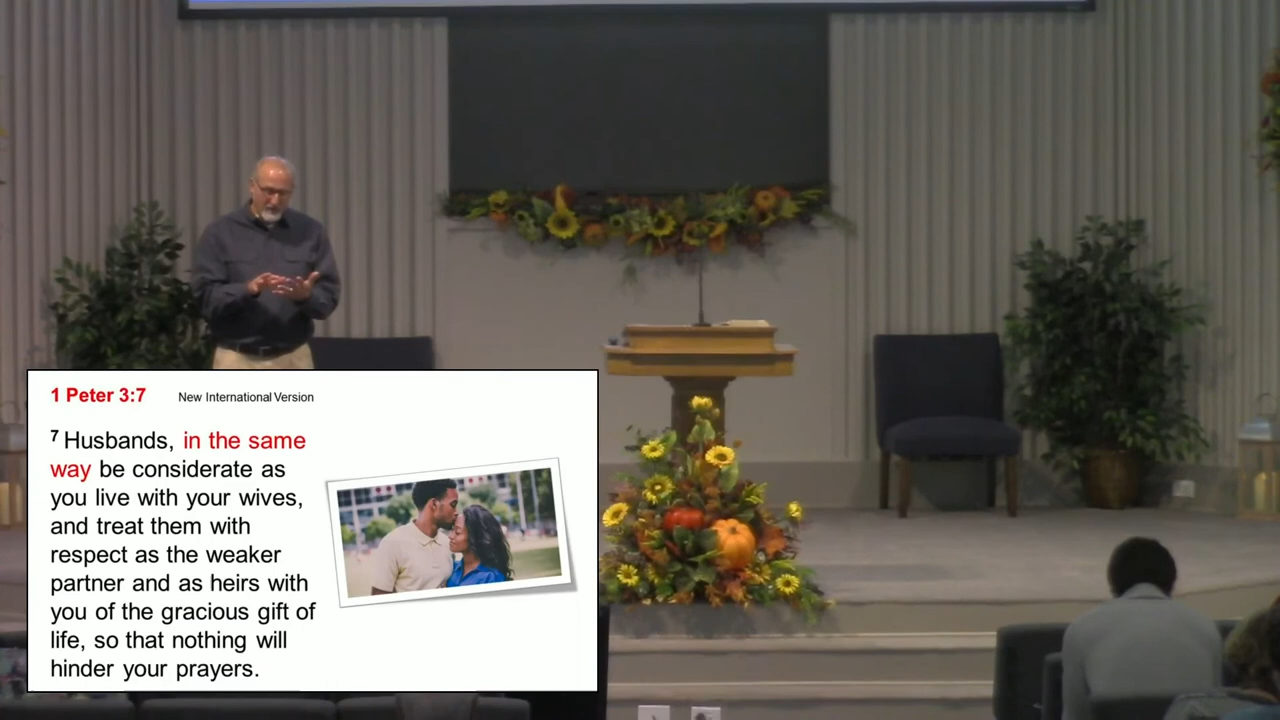 1 Peter 3:7 New International Version
7 Husbands, in the same
way be considerate as
you live with your wives,
and treat them with
respect as the weaker
partner and as heirs with
you of the gracious gift of
life, so that nothing will
hinder your prayers.